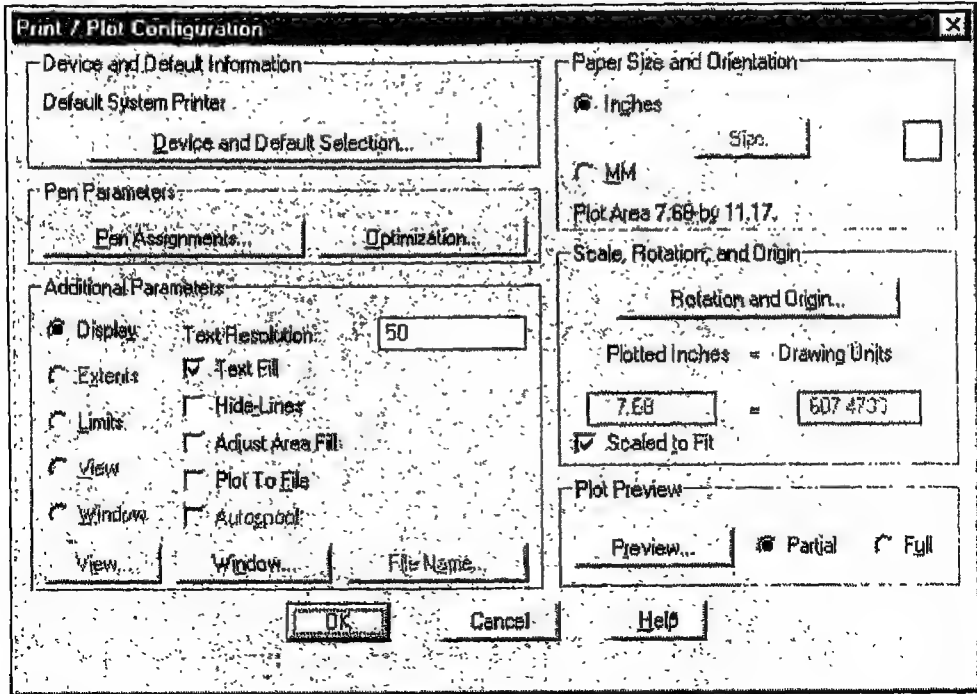 Print / Plot Configuration
Device and Default Information
Default System Printer
Device and Default Selection...
Pen Parameters
Pen Assignments...
Optimization...
Additional Parameters
Display
Extents
Limits
View
Window
Text Resolution:
50
Text Fill
Hide Lines
Adjust Area Fill
Plot To File
Autospool
View...
Window...
File Name...
Paper Size and Orientation
Inches
Size...
MM
Plot Area 7.68 by 11.17.
Scale, Rotation, and Origin
Rotation and Origin...
Plotted Inches = Drawing Units
7.68 = 607.4733
Scaled to Fit
Plot Preview
Preview...
Partial
Full
OK
Cancel
Help